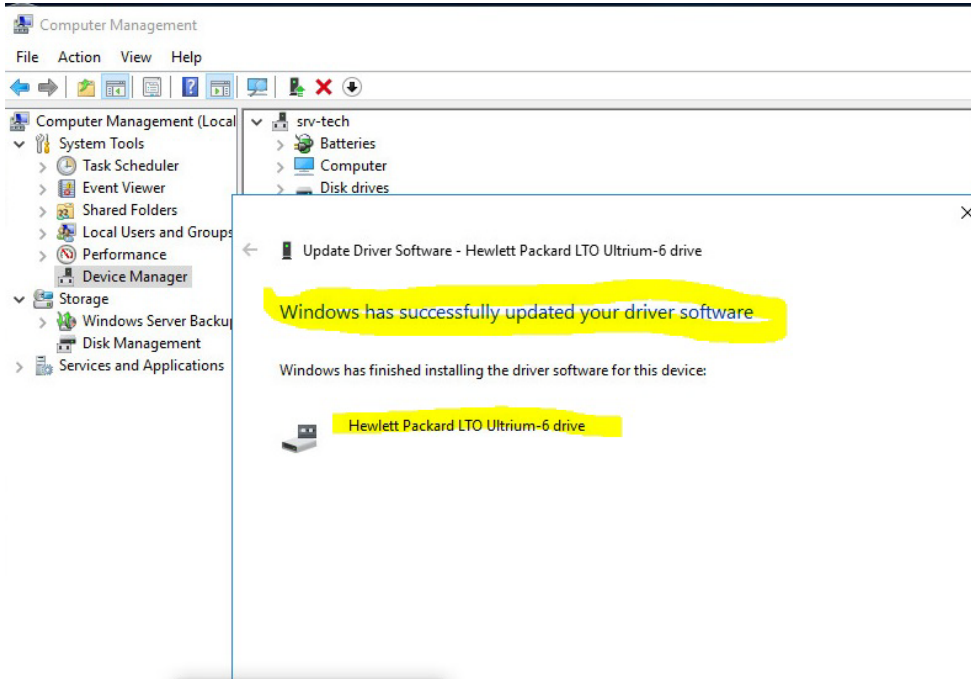 Computer Management
File Action View Help
Computer Management (Local
System Tools
Task Scheduler
Event Viewer
Shared Folders
Local Users and Groups
Performance
Device Manager
Storage
Windows Server Backup
Disk Management
Services and Applications
srv-tech
Batteries
Computer
Disk drives
Update Driver Software - Hewlett Packard LTO Ultrium-6 drive
Windows has successfully updated your driver software
Windows has finished installing the driver software for this device:
Hewlett Packard LTO Ultrium-6 drive